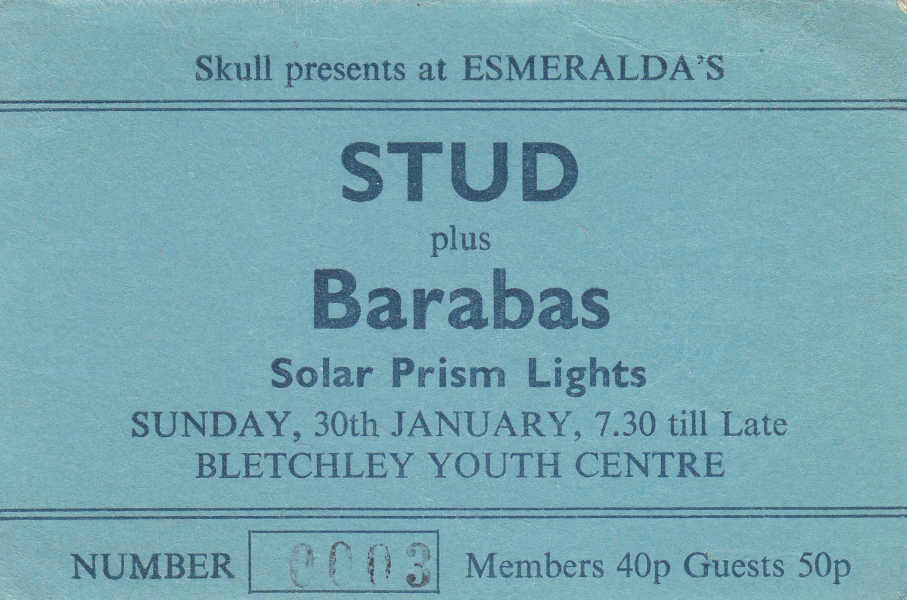 Skull presents at ESMERALDA'S
STUD
plus
Barabas
Solar Prism Lights
SUNDAY, 30th JANUARY, 7.30 till Late
BLETCHLEY YOUTH CENTRE
NUMBER 0003 Members 40p Guests 50p